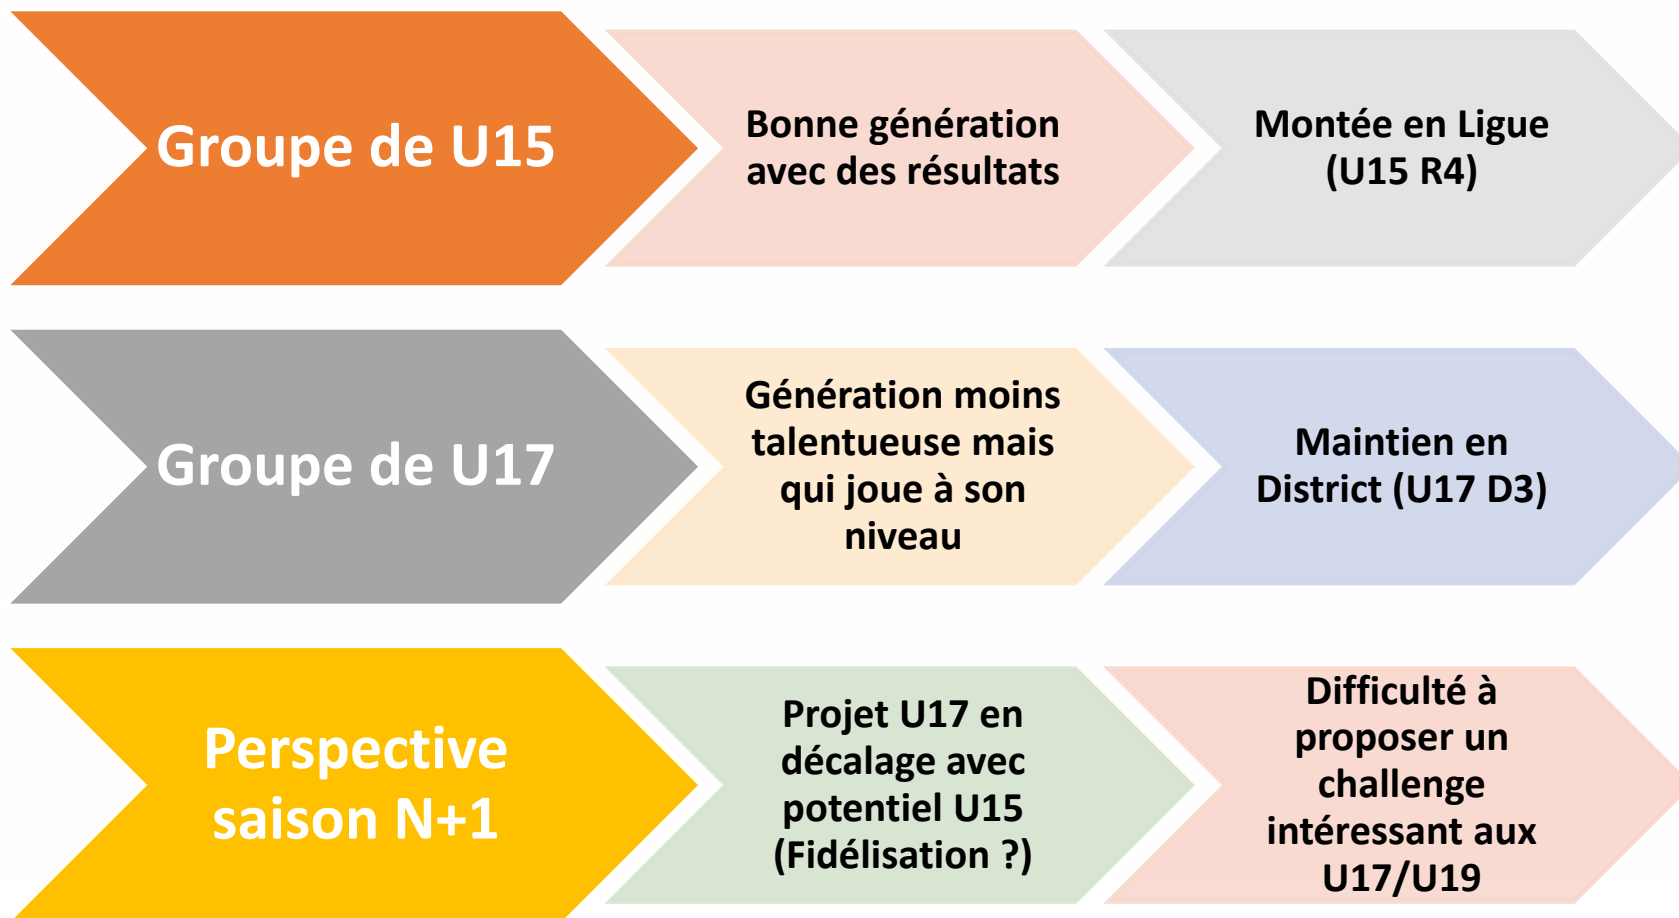 Groupe de U15
Bonne génération
avec des résultats
Montée en Ligue
(U15 R4)
Groupe de U17
Génération moins
talentueuse mais
qui joue à son
niveau
Maintien en
District (U17 D3)
Perspective
saison N+1
Projet U17 en
décalage avec
potentiel U15
(Fidélisation ?)
Difficulté à
proposer un
challenge
intéressant aux
U17/U19